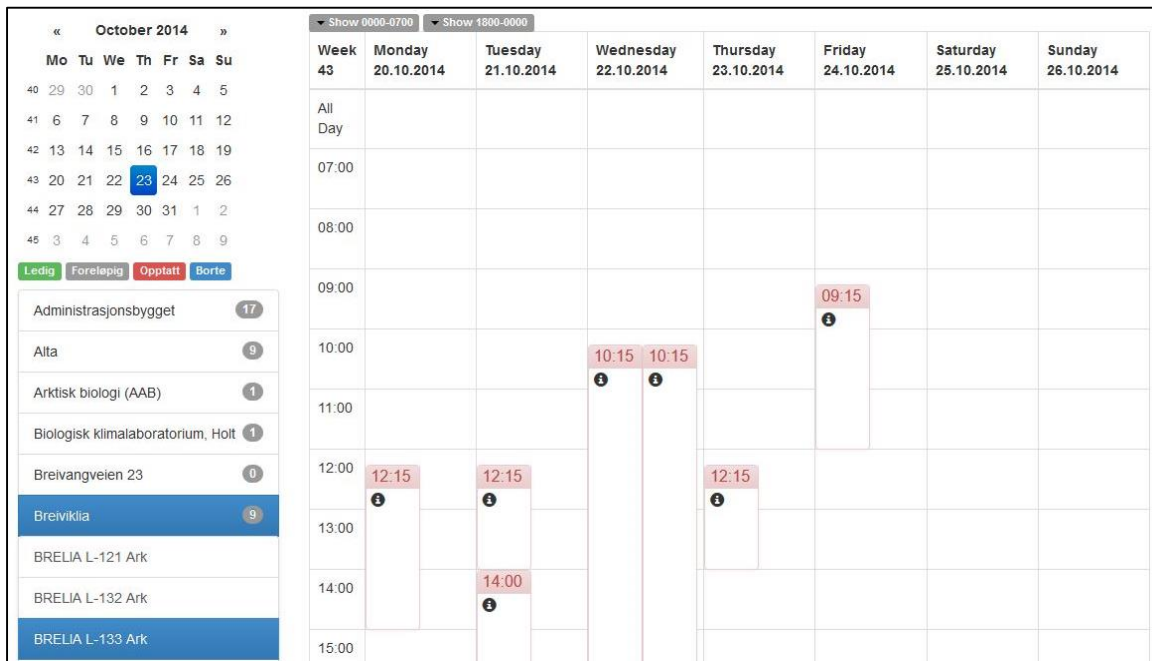 « October 2014 »
Mo Tu We Th Fr Sa Su
40 29 30 1 2 3 4 5
41 6 7 8 9 10 11 12
42 13 14 15 16 17 18 19
43 20 21 22 23 24 25 26
44 27 28 29 30 31 1 2
45 3 4 5 6 7 8 9
Ledig Foreløpig Opptatt Borte
Administrasjonsbygget 17
Alta 9
Arktisk biologi (AAB) 1
Biologisk klimalaboratorium, Holt 1
Breivangveien 23 0
Breiviklia 9
BRELIA L-121 Ark
BRELIA L-132 Ark
BRELIA L-133 Ark
Show 0000-0700 Show 1800-0000
Week Monday Tuesday Wednesday Thursday Friday Saturday Sunday
43 20.10.2014 21.10.2014 22.10.2014 23.10.2014 24.10.2014 25.10.2014 26.10.2014
All
Day
07:00
08:00
09:00
09:15
10:00
10:15 10:15
11:00
12:00
12:15 12:15 12:15
13:00
14:00
14:00
15:00